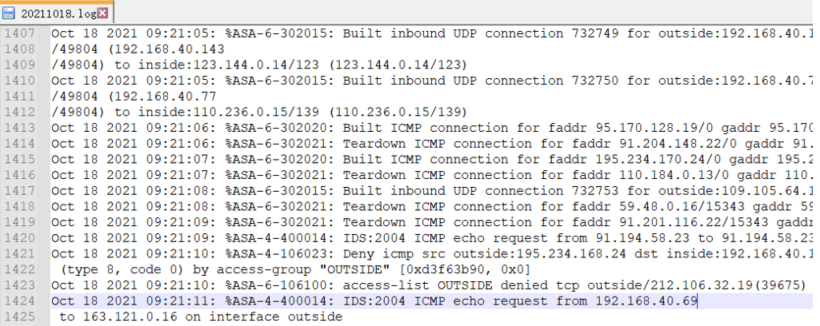 20211018.log
1407 Oct 18 2021 09:21:05: %ASA-6-302015: Built inbound UDP connection 732749 for outside:192.168.40.1
1408 /49804 (192.168.40.143
1409 /49804) to inside:123.144.0.14/123 (123.144.0.14/123)
1410 Oct 18 2021 09:21:05: %ASA-6-302015: Built inbound UDP connection 732750 for outside:192.168.40.7
1411 /49804 (192.168.40.77
1412 /49804) to inside:110.236.0.15/139 (110.236.0.15/139)
1413 Oct 18 2021 09:21:06: %ASA-6-302020: Built ICMP connection for faddr 95.170.128.19/0 gaddr 95.170
1414 Oct 18 2021 09:21:06: %ASA-6-302021: Teardown ICMP connection for faddr 91.204.148.22/0 gaddr 91.
1415 Oct 18 2021 09:21:07: %ASA-6-302020: Built ICMP connection for faddr 195.234.170.24/0 gaddr 195.2
1416 Oct 18 2021 09:21:07: %ASA-6-302021: Teardown ICMP connection for faddr 110.184.0.13/0 gaddr 110.
1417 Oct 18 2021 09:21:08: %ASA-6-302015: Built inbound UDP connection 732753 for outside:109.105.64.1
1418 Oct 18 2021 09:21:08: %ASA-6-302021: Teardown ICMP connection for faddr 59.48.0.16/15343 gaddr 59
1419 Oct 18 2021 09:21:09: %ASA-6-302021: Teardown ICMP connection for faddr 91.201.116.22/15343 gaddr
1420 Oct 18 2021 09:21:09: %ASA-4-400014: IDS:2004 ICMP echo request from 91.194.58.23 to 91.194.58.23
1421 Oct 18 2021 09:21:10: %ASA-4-106023: Deny icmp src outside:195.234.168.24 dst inside:192.168.40.1
1422 (type 8, code 0) by access-group "OUTSIDE" [0xd3f63b90, 0x0]
1423 Oct 18 2021 09:21:10: %ASA-6-106100: access-list OUTSIDE denied tcp outside/212.106.32.19(39675)
1424 Oct 18 2021 09:21:11: %ASA-4-400014: IDS:2004 ICMP echo request from 192.168.40.69
1425 to 163.121.0.16 on interface outside